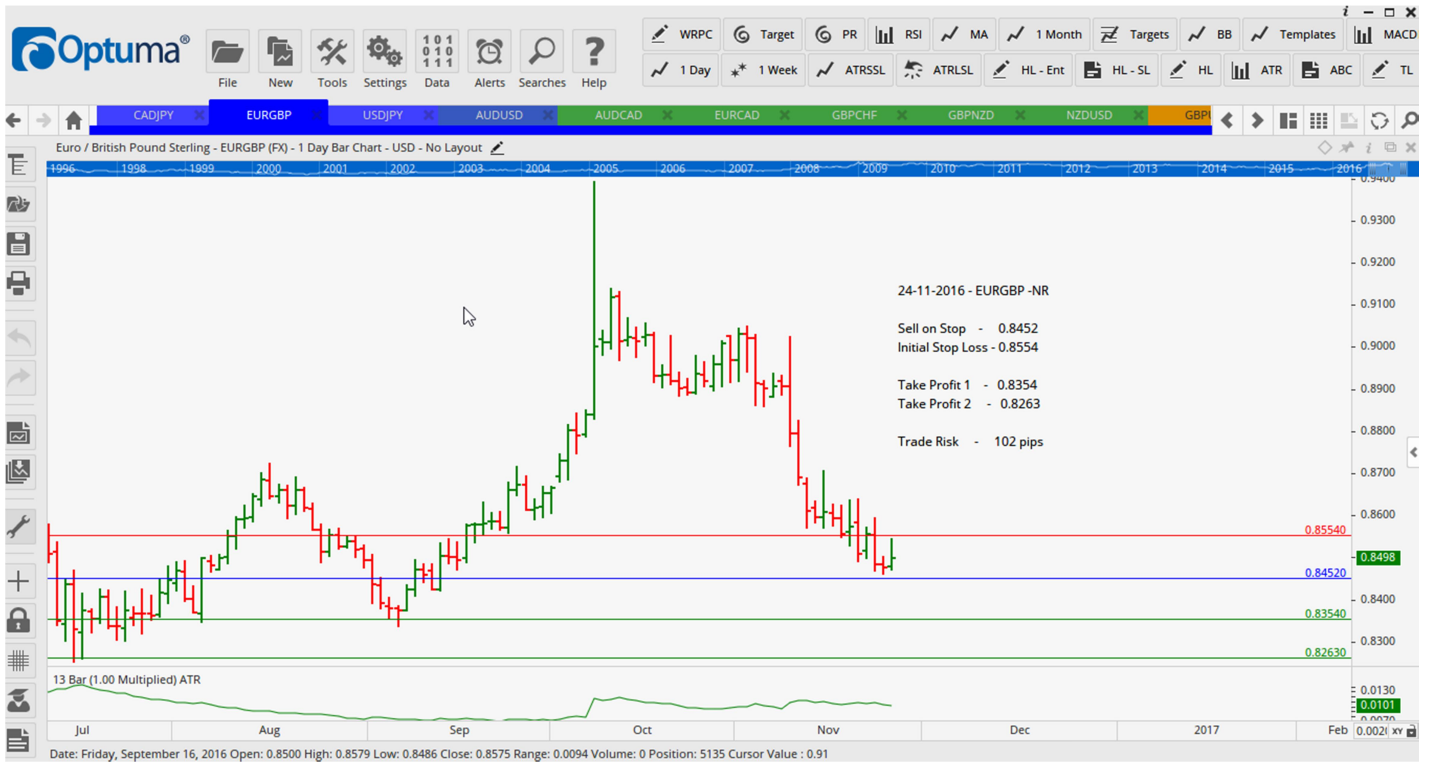 i
Optuma®
File
New
Tools
Settings
101
010
111
Data
Alerts
Searches
?
Help
WRPC
Target
PR
RSI
MA
1 Month
Targets
BB
Templates
MACD
1 Day
1 Week
ATRSSL
ATRLSL
HL - Ent
HL - SL
HL
ATR
ABC
TL
CADJPY
EURGBP
USDJPY
AUDUSD
AUDCAD
EURCAD
GBPCHF
GBPNZD
NZDUSD
Euro / British Pound Sterling - EURGBP (FX) - 1 Day Bar Chart - USD - No Layout
i
1996 1998 1999 2000 2001 2002 2003 2004 2005 2006 2007 2008 2009 2010 2011 2012 2013 2014 2015 2016
0.9400
0.9300
0.9200
0.9100
0.9000
0.8900
0.8800
0.8700
0.8600
0.8498
0.8400
0.8300
24-11-2016 - EURGBP -NR
Sell on Stop - 0.8452
Initial Stop Loss - 0.8554
Take Profit 1 - 0.8354
Take Profit 2 - 0.8263
Trade Risk - 102 pips
0.85540
0.84520
0.83540
0.82630
13 Bar (1.00 Multiplied) ATR
0.0130
0.0101
0.0070
Jul Aug Sep Oct Nov Dec 2017 Feb
XY
Date: Friday, September 16, 2016 Open: 0.8500 High: 0.8579 Low: 0.8486 Close: 0.8575 Range: 0.0094 Volume: 0 Position: 5135 Cursor Value : 0.91